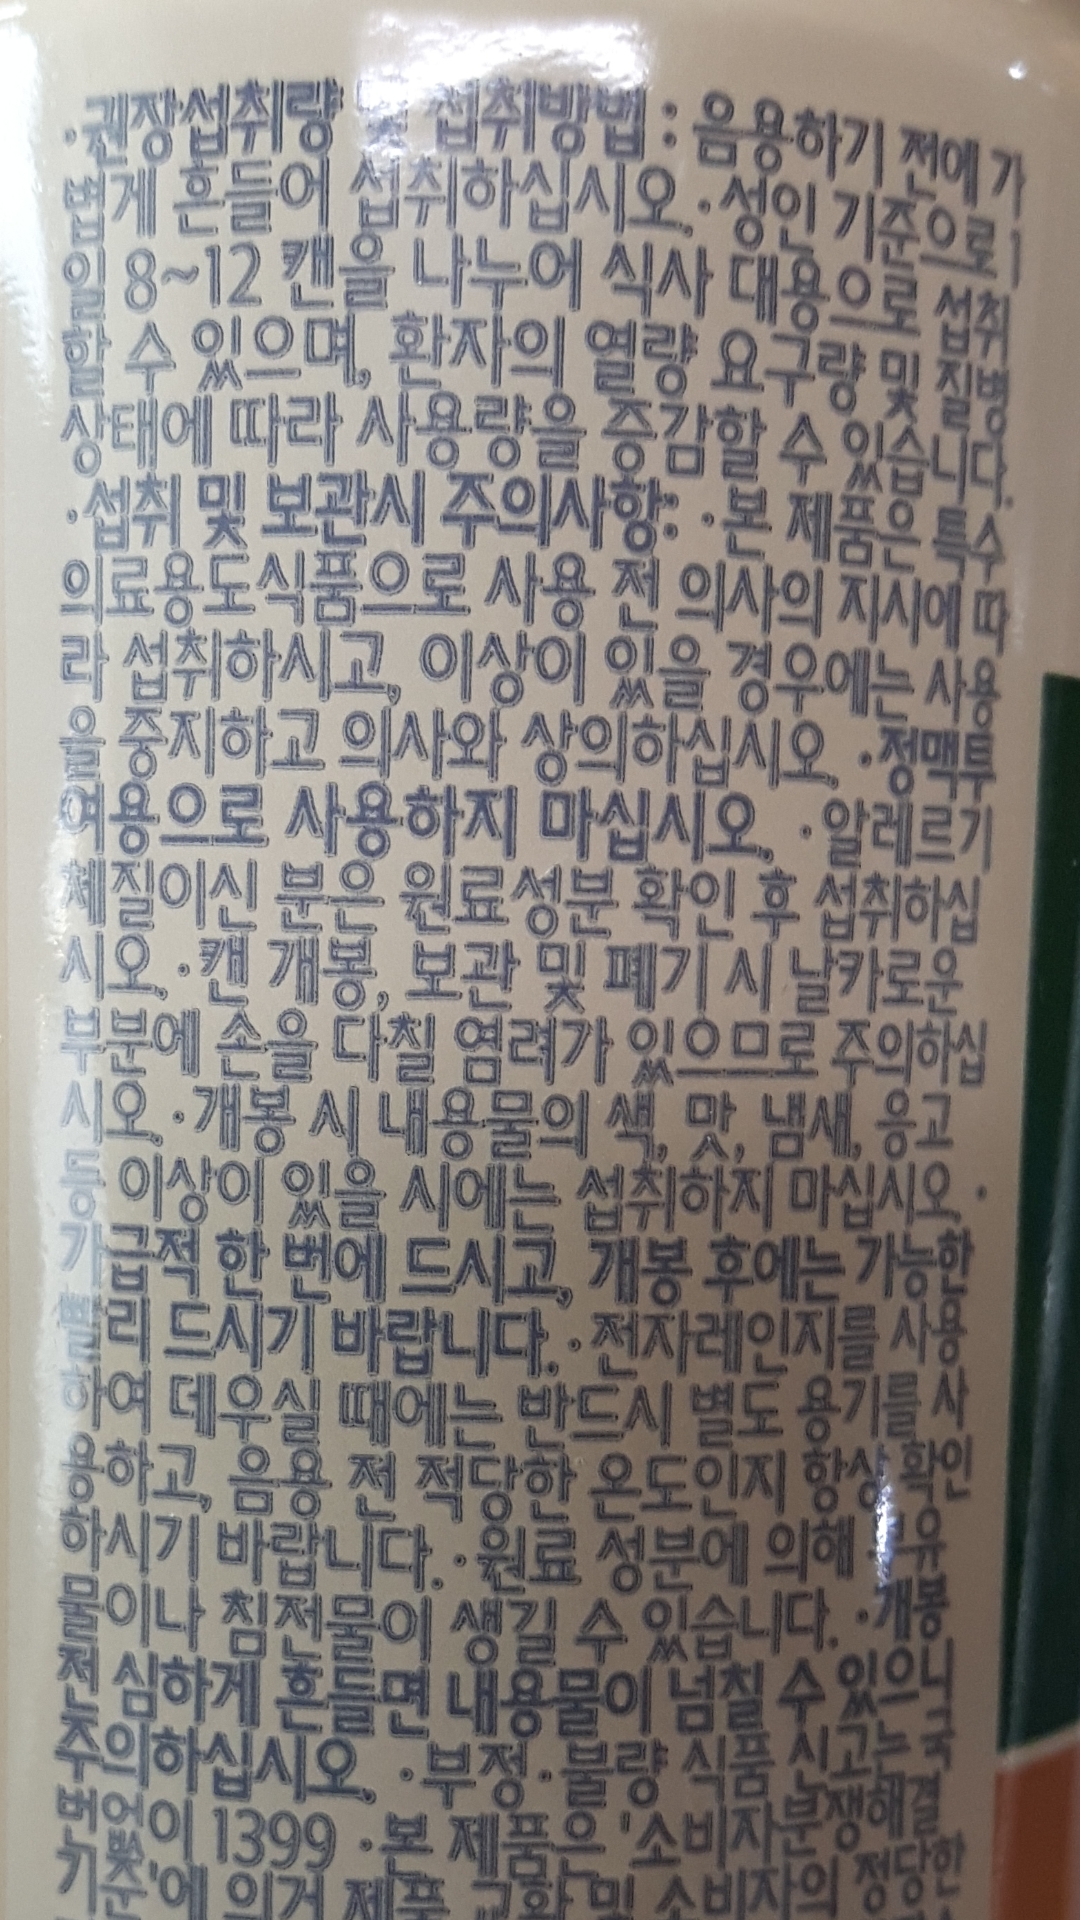 ·권장섭취량 및 섭취방법 : 음용하기 전에 가
볍게 흔들어 섭취하십시오. ·성인 기준으로 1
일 8~12 캔을 나누어 식사 대용으로 섭취
할 수 있으며, 환자의 열량 요구량 및 질병
상태에 따라 사용량을 증감할 수 있습니다.
·섭취 및 보관시 주의사항: ·본 제품은 특수
의료용도식품으로 사용 전 의사의 지시에 따
라 섭취하시고, 이상이 있을 경우에는 사용
을 중지하고 의사와 상의하십시오. ·정맥투
여용으로 사용하지 마십시오. ·알레르기
체질이신 분은 원료성분 확인 후 섭취하십
시오. ·캔 개봉, 보관 및 폐기 시 날카로운
부분에 손을 다칠 염려가 있으므로 주의하십
시오. ·개봉 시 내용물의 색, 맛, 냄새, 응고
등 이상이 있을 시에는 섭취하지 마십시오. ·
가급적 한 번에 드시고, 개봉 후에는 가능한
빨리 드시기 바랍니다. ·전자레인지를 사용
하여 데우실 때에는 반드시 별도 용기를 사
용하고, 음용 전 적당한 온도인지 항상 확인
하시기 바랍니다. ·원료 성분에 의해 부유
물이나 침전물이 생길 수 있습니다. ·개봉
전 심하게 흔들면 내용물이 넘칠 수 있으니
주의하십시오. ·부정·불량 식품 신고는 국
번없이 1399 ·본 제품은 '소비자분쟁해결
기준'에 의거 제품 교환 및 소비자의 정당한